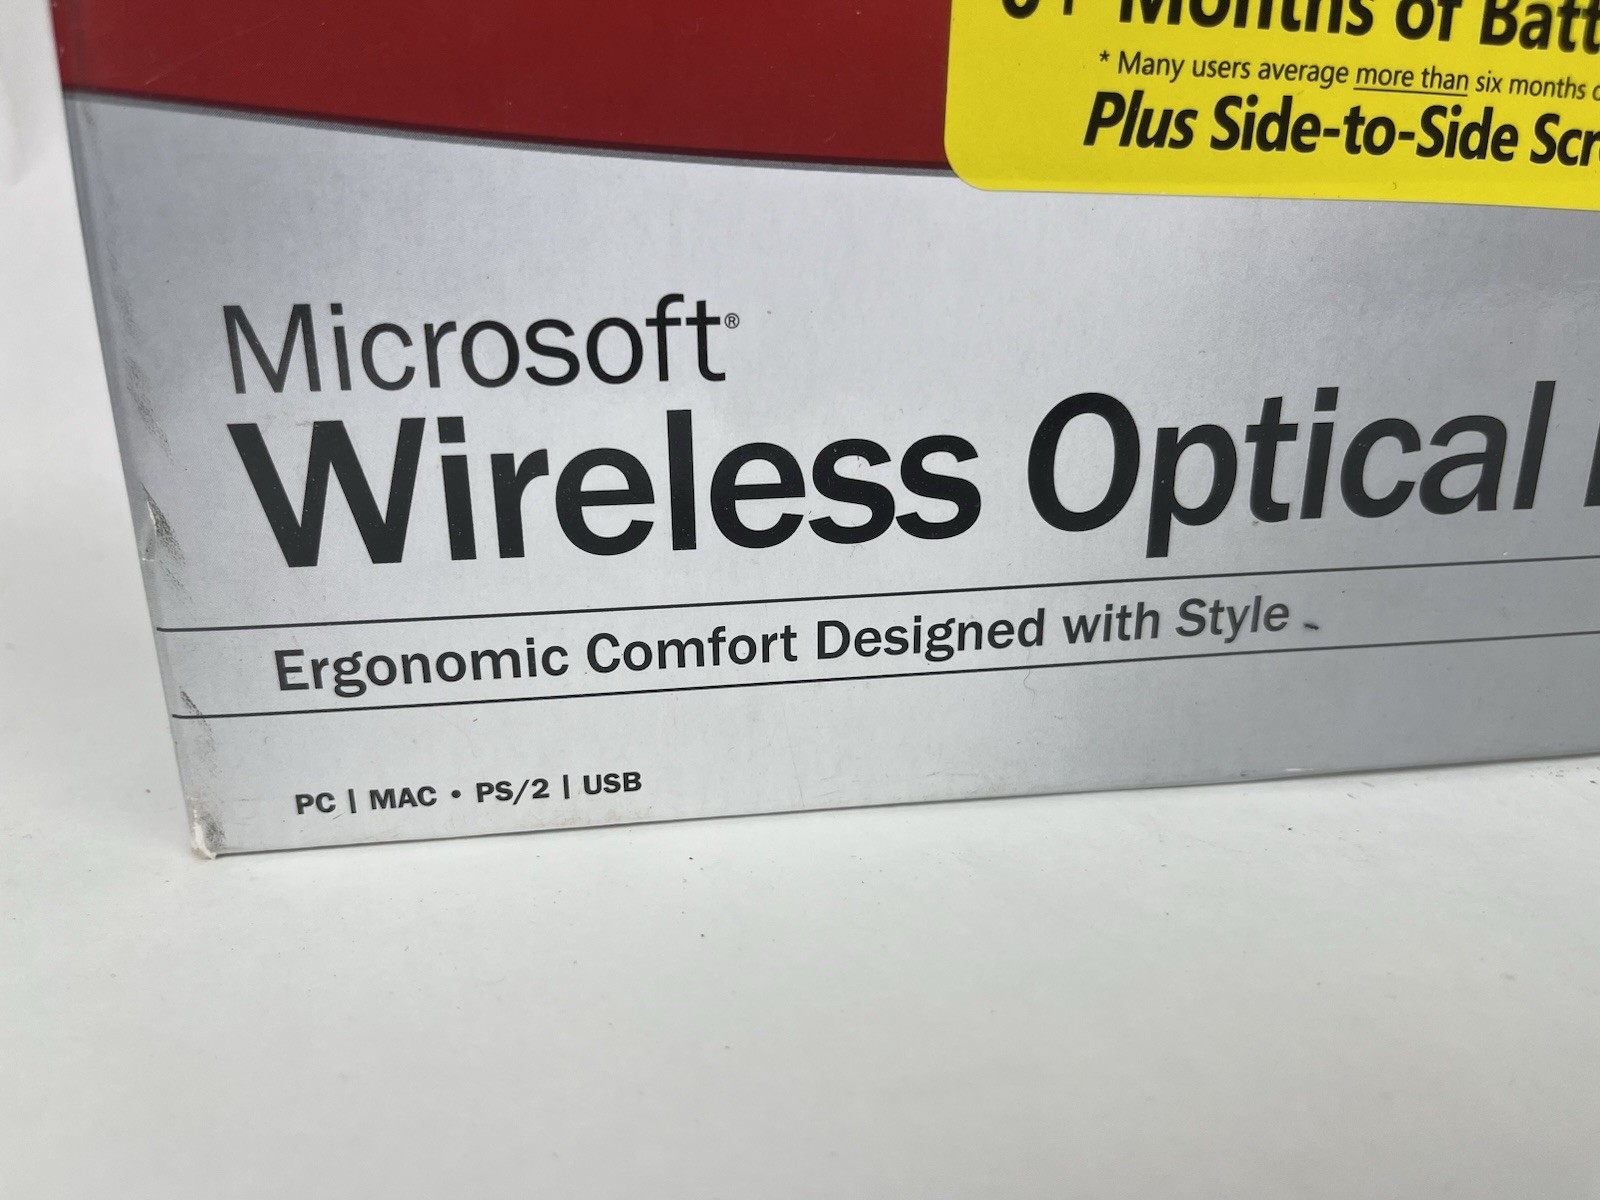 6+ Months of Batt
* Many users average more than six months o
Plus Side-to-Side Scr
Microsoft®
Wireless Optical
Ergonomic Comfort Designed with Style
PC | MAC • PS/2 | USB